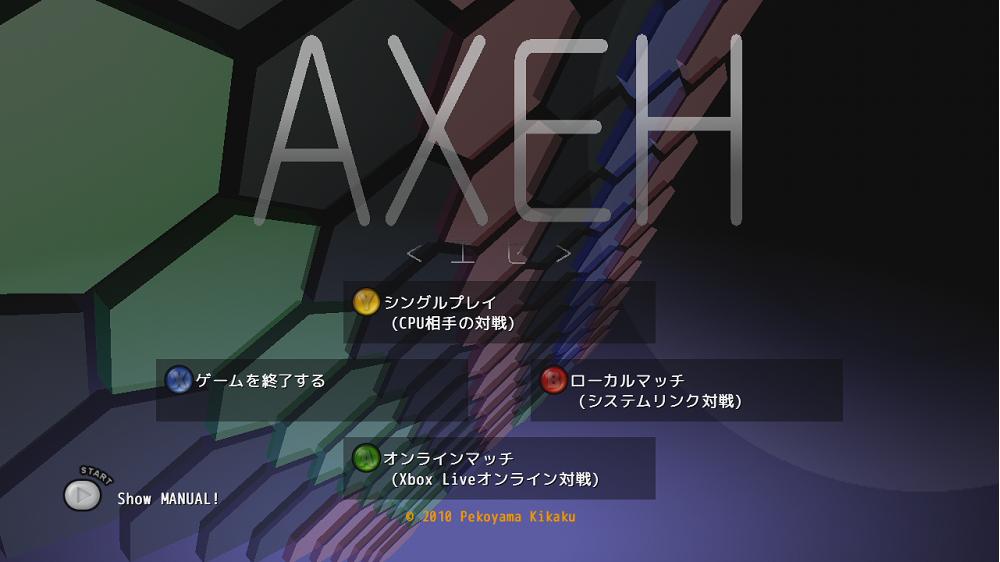 AXEH
シングルプレイ
(CPU相手の対戦)
ゲームを終了する
ローカルマッチ
(システムリンク対戦)
オンラインマッチ
(Xbox Liveオンライン対戦)
START
Show MANUAL!
© 2010 Pekoyama Kikaku